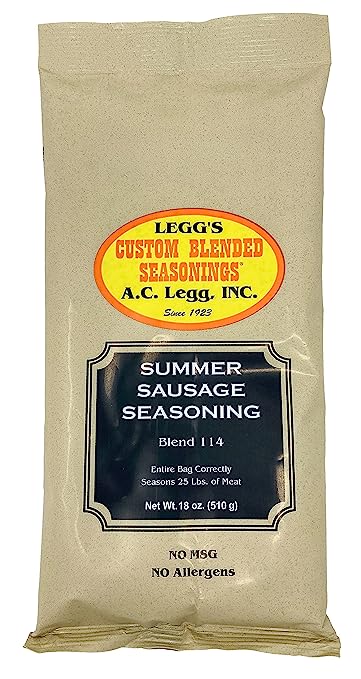 LEGG'S
CUSTOM BLENDED
SEASONINGS®
A.C. Legg, INC.
Since 1923
SUMMER
SAUSAGE
SEASONING
Blend 114
Entire Bag Correctly
Seasons 25 Lbs. of Meat
Net Wt. 18 oz. (510 g)
NO MSG
NO Allergens